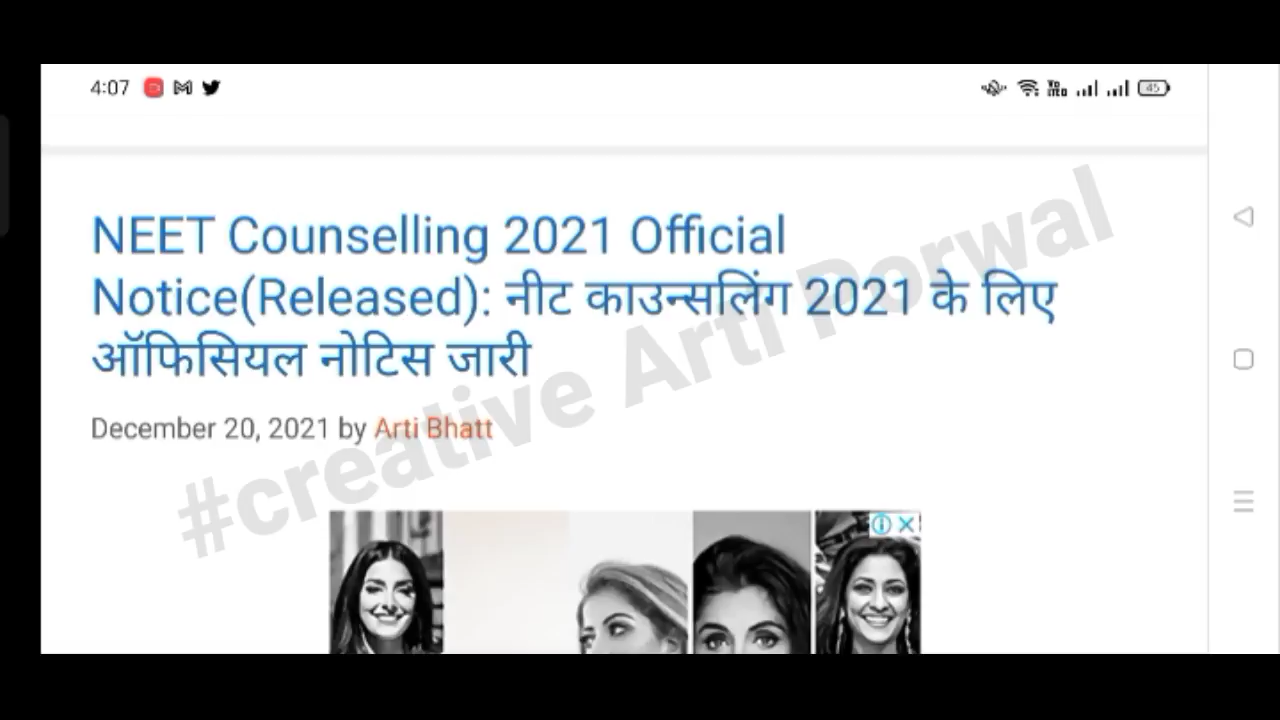 4:07
45
NEET Counselling 2021 Official
Notice(Released): नीट काउन्सलिंग 2021 के लिए
ऑफिसियल नोटिस जारी
December 20, 2021 by Arti Bhatt
#creative Arti Porwal